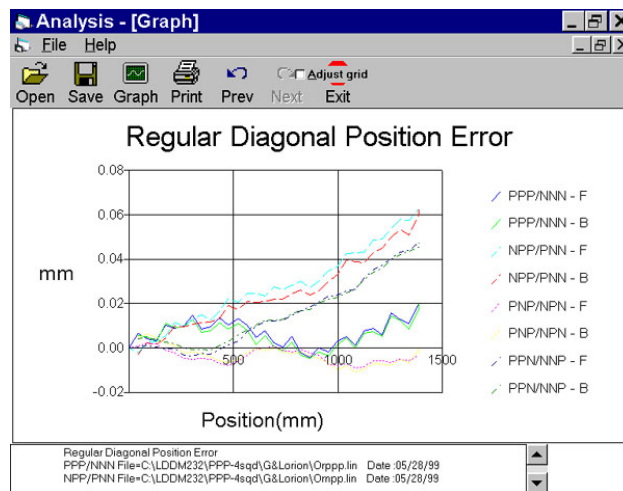 Analysis - [Graph]
File Help
Adjust grid
Open Save Graph Print Prev Next Exit
Regular Diagonal Position Error
0.08
0.06
0.04
0.02
0.00
-0.02
mm
500
1000
1500
Position(mm)
PPP/NNN - F
PPP/NNN - B
NPP/PNN - F
NPP/PNN - B
PNP/NPN - F
PNP/NPN - B
PPN/NNP - F
PPN/NNP - B
Regular Diagonal Position Error
PPP/NNN File=C:\LDDM232\PPP-4sqd\G&Lorion\Orppp.lin Date :05/28/99
NPP/PNN File=C:\LDDM232\PPP-4sqd\G&Lorion\Ornpp.lin Date :05/28/99